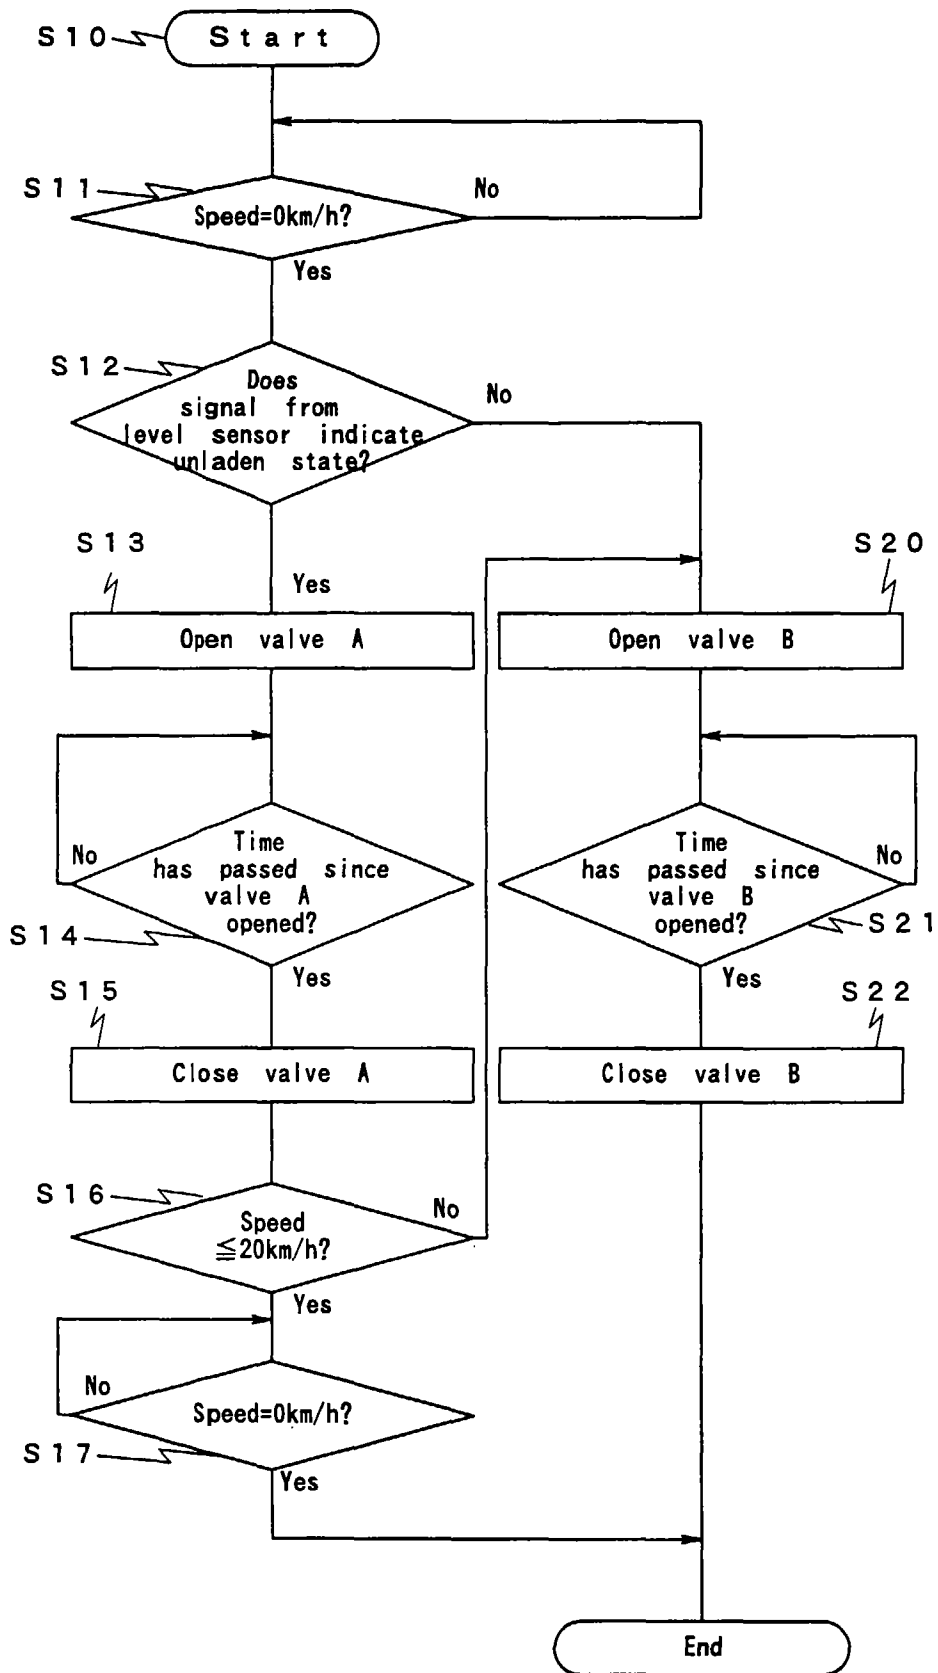 S10
Start
S11
No
Speed=0km/h?
Yes
S12
Does
signal from
level sensor indicate
unladen state?
No
S13
Yes
S20
Open valve A
Open valve B
No
Time
has passed since
valve A
opened?
S14
Yes
Time
has passed since
valve B
opened?
No
S21
Yes
S15
S22
Close valve A
Close valve B
S16
No
Speed
≦20km/h?
Yes
No
Speed=0km/h?
S17
Yes
End